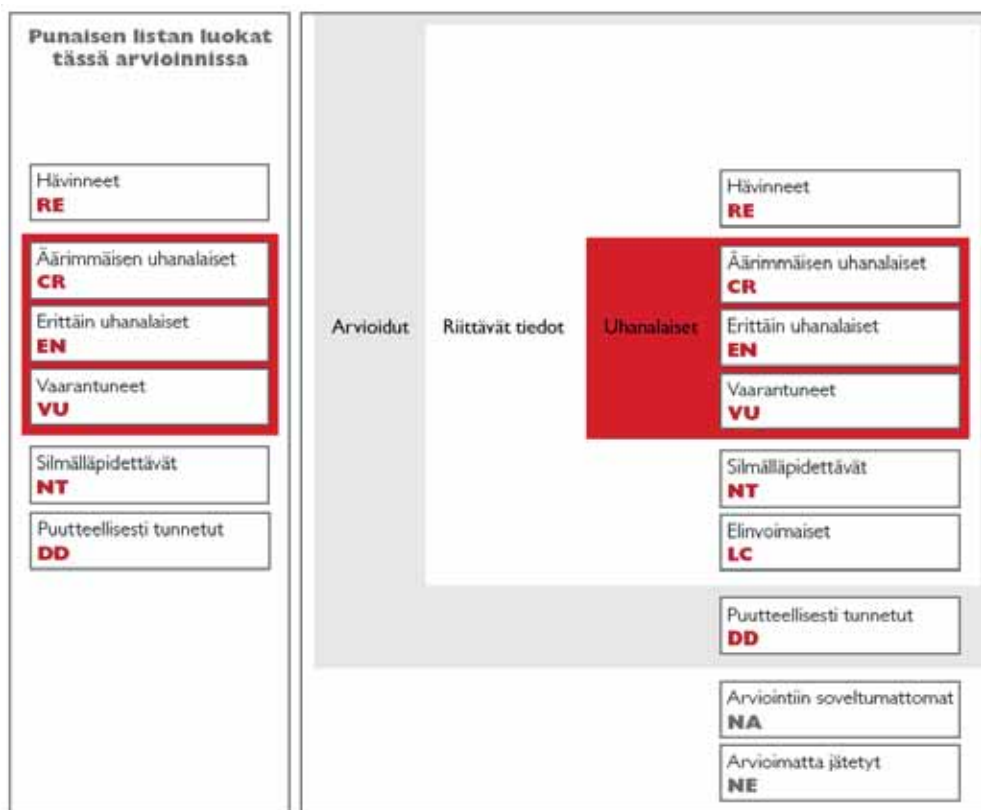 Punaisen listan luokat
tässä arvioinnissa
Hävinneet
RE
Äärimmäisen uhanalaiset
CR
Erittäin uhanalaiset
EN
Vaarantuneet
VU
Silmälläpidettävät
NT
Puutteellisesti tunnetut
DD
Arvioidut
Riittävät tiedot
Uhanalaiset
Hävinneet
RE
Äärimmäisen uhanalaiset
CR
Erittäin uhanalaiset
EN
Vaarantuneet
VU
Silmälläpidettävät
NT
Elinvoimaiset
LC
Puutteellisesti tunnetut
DD
Arviointiin soveltumattomat
NA
Arvioimatta jätetyt
NE